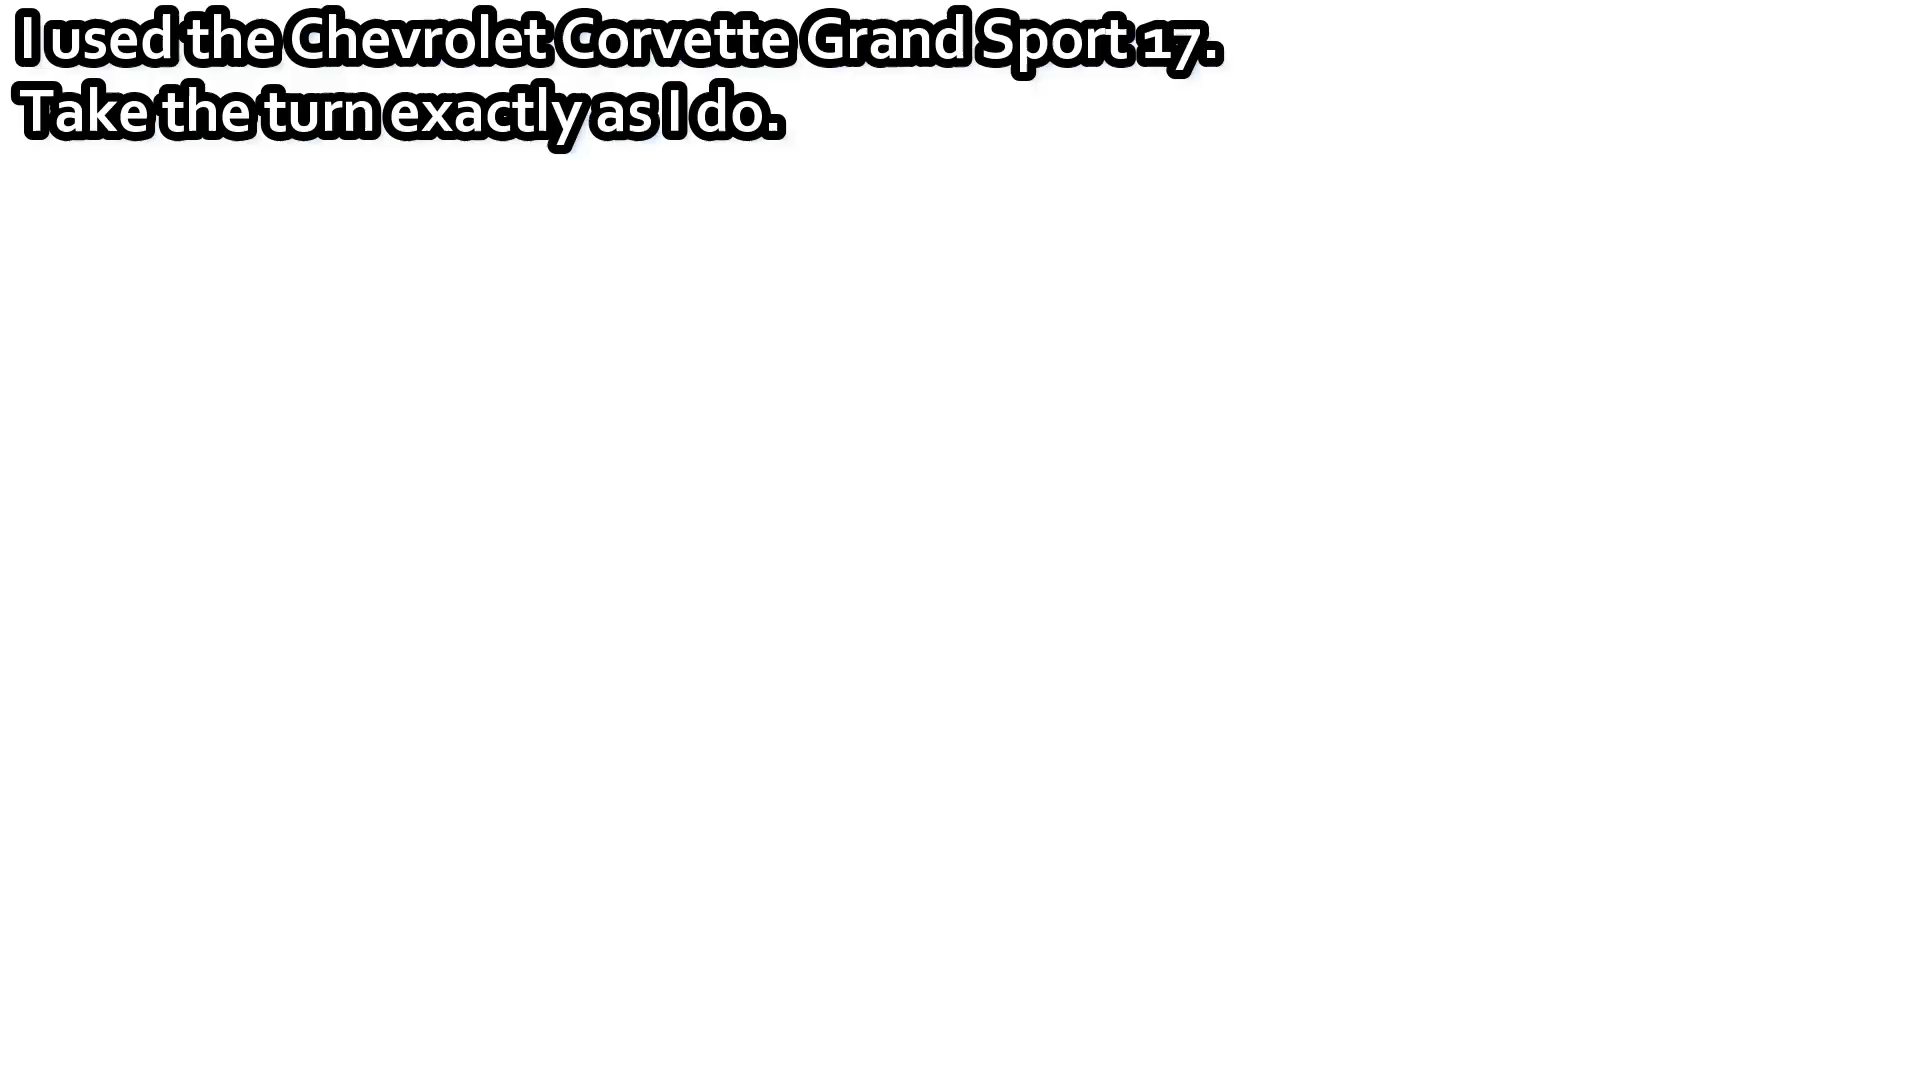 I used the Chevrolet Corvette Grand Sport 17.
Take the turn exactly as I do.